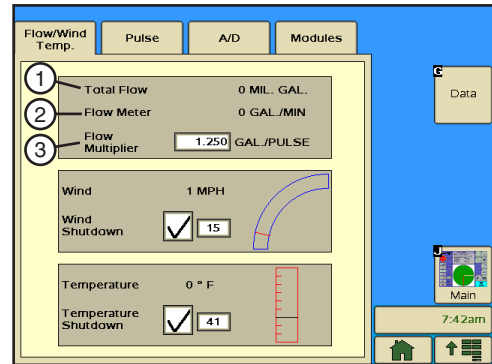 Flow/Wind
Temp.
Pulse
A/D
Modules
1
Total Flow
0 MIL. GAL.
2
Flow Meter
0 GAL./MIN
3
Flow
Multiplier
1.250 GAL./PULSE
Wind
1 MPH
Wind
Shutdown
15
Temperature
0 ° F
Temperature
Shutdown
41
G
Data
J
Main
7:42am